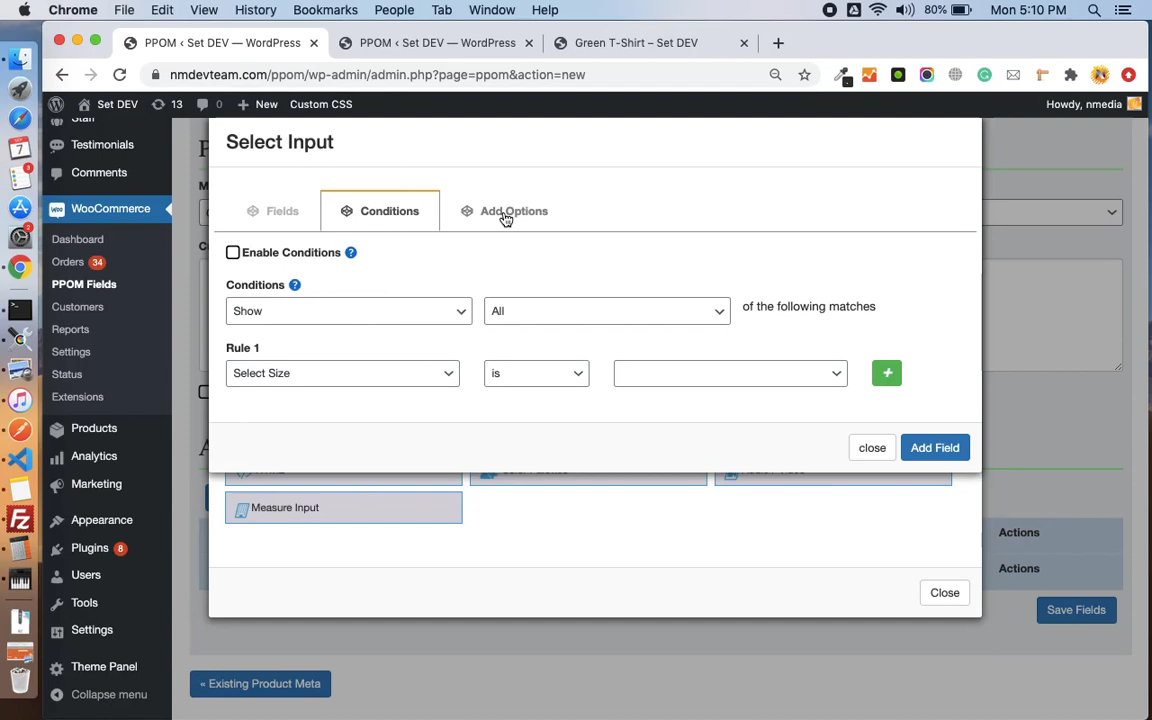 Chrome File Edit View History Bookmarks People Tab Window Help 80% Mon 5:10 PM
PPOM ‹ Set DEV — WordPress PPOM ‹ Set DEV — WordPress Green T-Shirt – Set DEV
nmdevteam.com/ppom/wp-admin/admin.php?page=ppom&action=new
Set DEV 13 0 New Custom CSS Howdy, nmedia
Staff
Testimonials
Comments
WooCommerce
Dashboard
Orders 34
PPOM Fields
Customers
Reports
Settings
Status
Extensions
Products
Analytics
Marketing
Appearance
Plugins 8
Users
Tools
Settings
Theme Panel
Collapse menu
Select Input
Fields Conditions Add Options
Enable Conditions ?
Conditions ?
Show All of the following matches
Rule 1
Select Size is +
close Add Field
Measure Input
Actions
Actions
Close
Save Fields
« Existing Product Meta